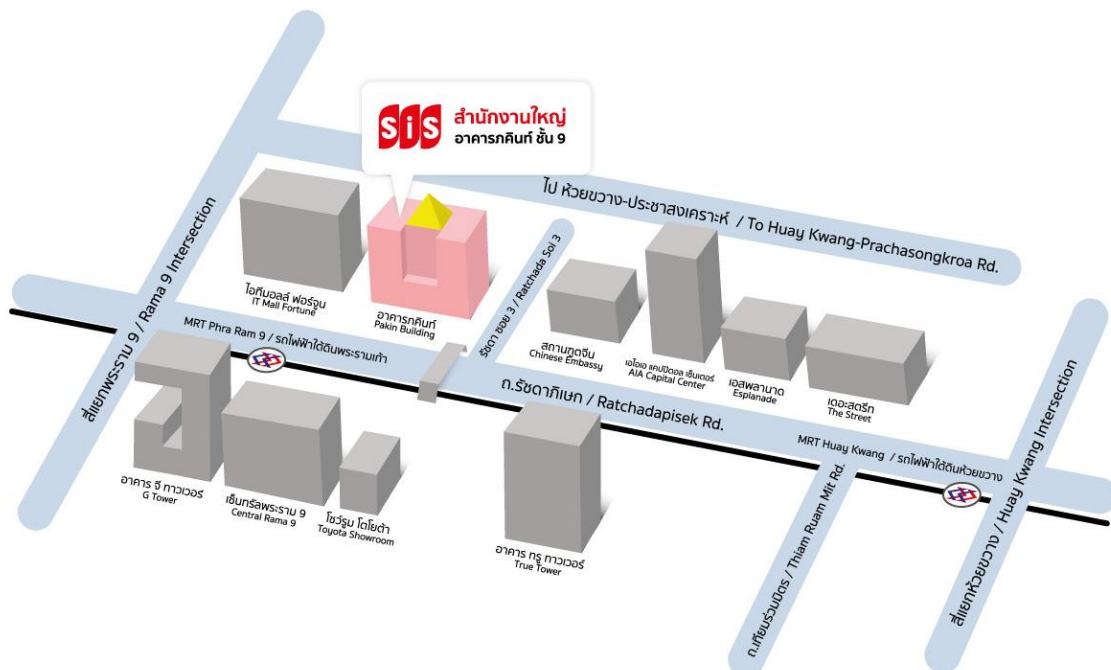 SiS
สำนักงานใหญ่
อาคารภคินท์ ชั้น 9
ไป ห้วยขวาง-ประชาสงเคราะห์ / To Huay Kwang-Prachasongkroa Rd.
สี่แยกพระราม 9 / Rama 9 Intersection
ไอทีมอลล์ ฟอร์จูน
IT Mall Fortune
อาคารภคินท์
Pakin Building
รัชดา ซอย 3 / Ratchada Soi 3
สถานทูตจีน
Chinese Embassy
เอไอเอ แคปปิตอล เซ็นเตอร์
AIA Capital Center
เอสพลานาด
Esplanade
เดอะสตรีท
The Street
MRT Phra Ram 9 / รถไฟฟ้าใต้ดินพระรามเก้า
ถ.รัชดาภิเษก / Ratchadapisek Rd.
MRT Huay Kwang / รถไฟฟ้าใต้ดินห้วยขวาง
อาคาร จี ทาวเวอร์
G Tower
เซ็นทรัลพระราม 9
Central Rama 9
โชว์รูม โตโยต้า
Toyota Showroom
อาคาร ทรู ทาวเวอร์
True Tower
ถ.เทียมร่วมมิตร / Thiam Ruam Mit Rd.
สี่แยกห้วยขวาง / Huay Kwang Intersection